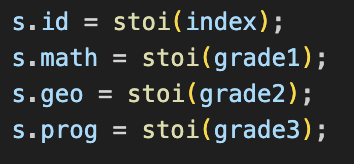 s.id = stoi(index);
s.math = stoi(grade1);
s.geo = stoi(grade2);
s.prog = stoi(grade3);